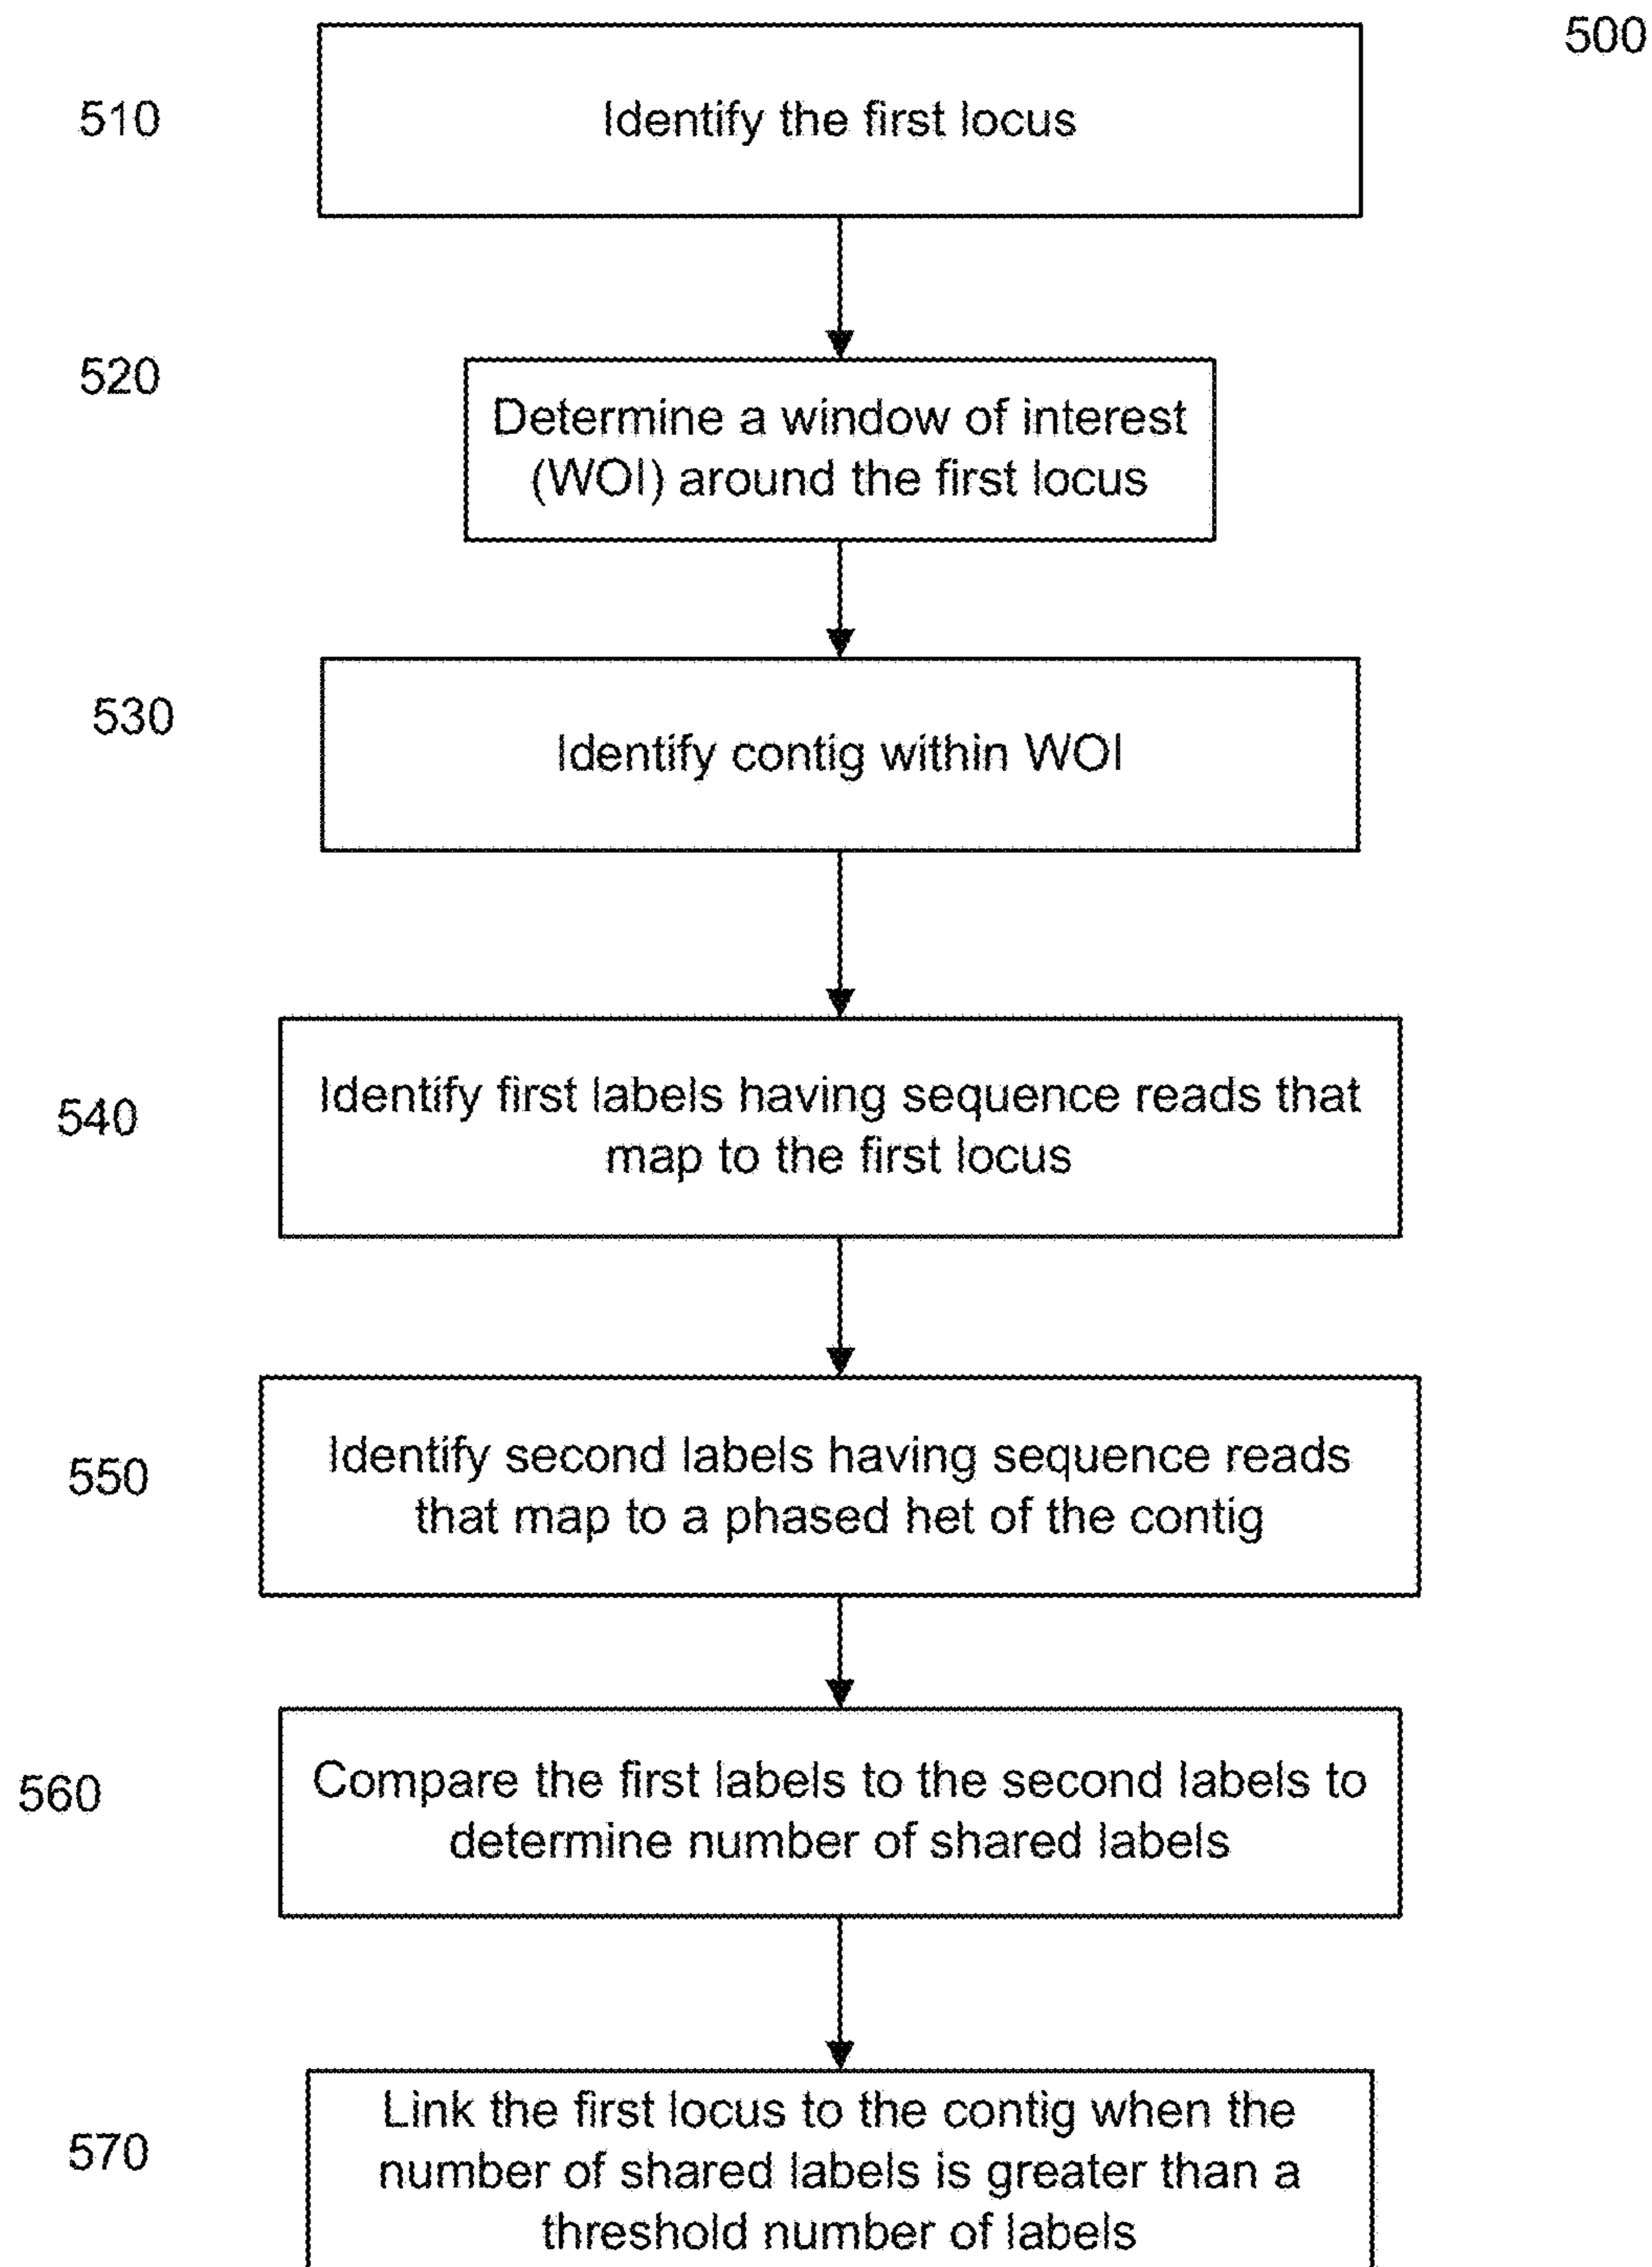 500
510
Identify the first locus
520
Determine a window of interest
(WOI) around the first locus
530
Identify contig within WOI
540
Identify first labels having sequence reads that
map to the first locus
550
Identify second labels having sequence reads
that map to a phased het of the contig
560
Compare the first labels to the second labels to
determine number of shared labels
570
Link the first locus to the contig when the
number of shared labels is greater than a
threshold number of labels